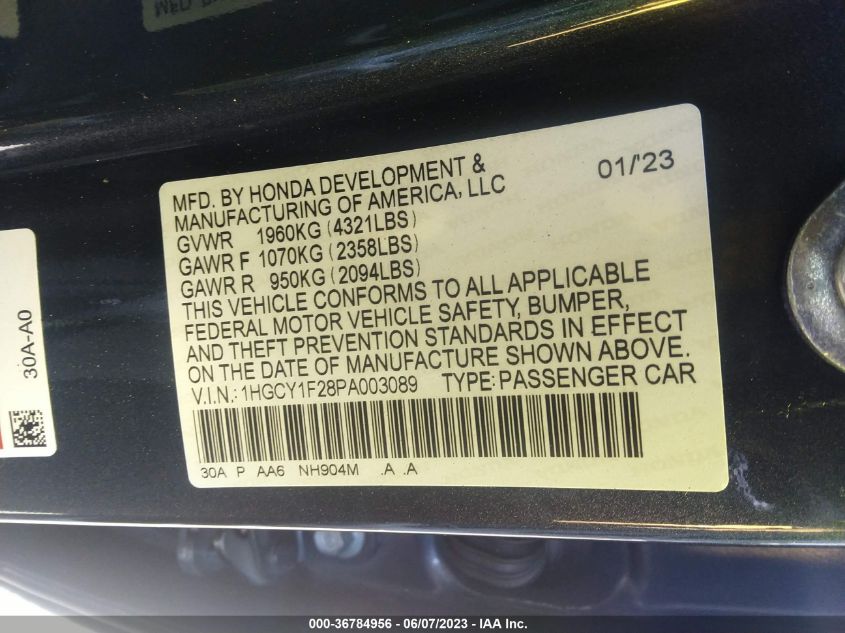 MFD. BY HONDA DEVELOPMENT & 01/'23
MANUFACTURING OF AMERICA, LLC
GVWR 1960KG (4321LBS)
GAWR F 1070KG (2358LBS)
GAWR R 950KG (2094LBS)
THIS VEHICLE CONFORMS TO ALL APPLICABLE
FEDERAL MOTOR VEHICLE SAFETY, BUMPER,
AND THEFT PREVENTION STANDARDS IN EFFECT
ON THE DATE OF MANUFACTURE SHOWN ABOVE.
V.I.N.: 1HGCY1F28PA003089 TYPE: PASSENGER CAR
30A P AA6 NH904M .A .A
30A-A0
000-36784956 - 06/07/2023 - IAA Inc.